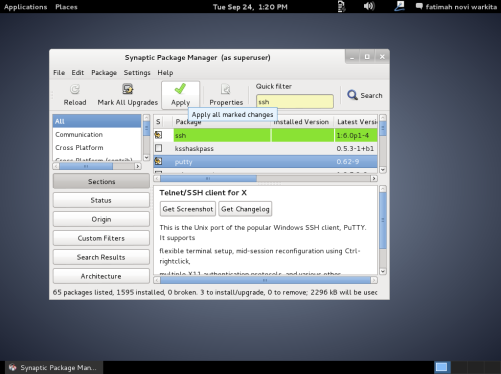 Applications Places Tue Sep 24, 1:20 PM fatimah novi warkita
Synaptic Package Manager (as superuser)
File Edit Package Settings Help
Quick filter
Reload Mark All Upgrades Apply Properties ssh Search
Apply all marked changes
All S Package Installed Version Latest Versi
Communication ssh 1:6.0p1-4
Cross Platform ksshaskpass 0.5.3-1+b1
Cross Platform (contrib) putty 0.62-9
Sections
Status
Origin
Custom Filters
Search Results
Architecture
Telnet/SSH client for X
Get Screenshot Get Changelog
This is the Unix port of the popular Windows SSH client, PuTTY.
It supports
flexible terminal setup, mid-session reconfiguration using Ctrl-
rightclick,
multiple X11 authentication protocols, and various other
65 packages listed, 1595 installed, 0 broken. 3 to install/upgrade, 0 to remove; 2296 kB will be used
Synaptic Package Man...